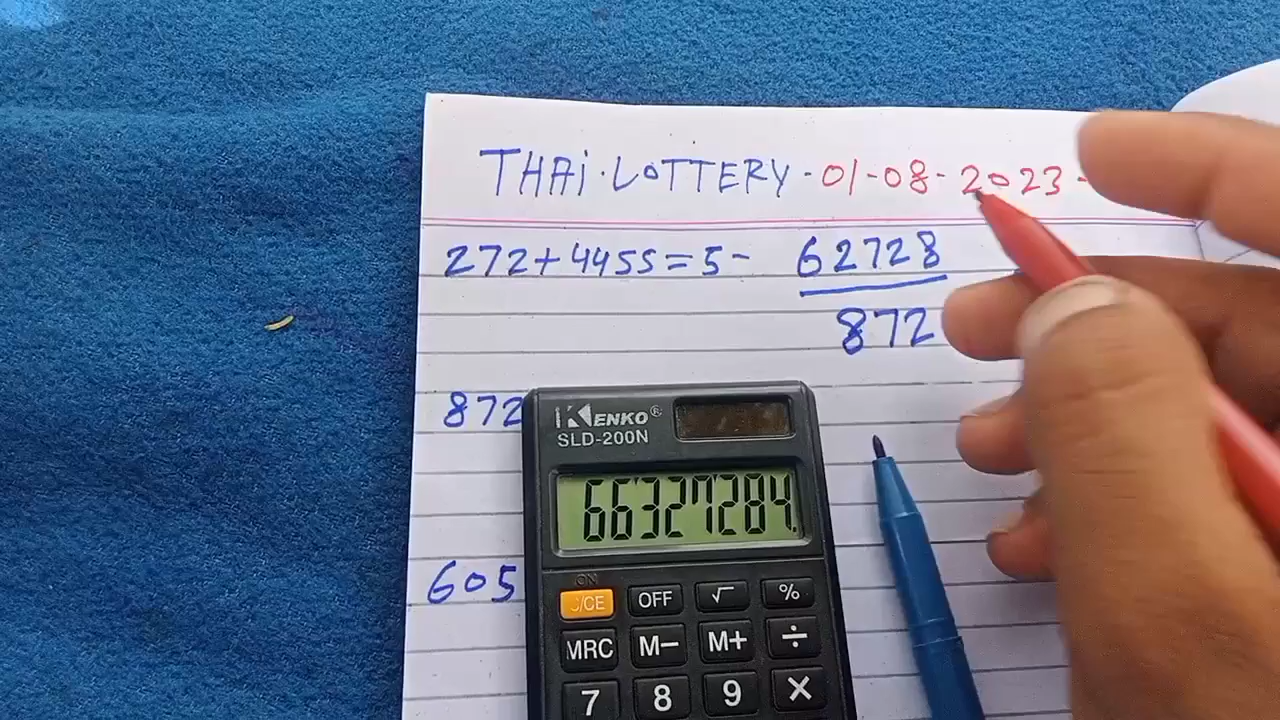 THAi·LOTTERY-01-08-2023-
272+4455=5- 62728
872
872
KENKO®
SLD-200N
66327284.
605
ON
C/CE OFF √ %
MRC M- M+ ÷
7 8 9 ×